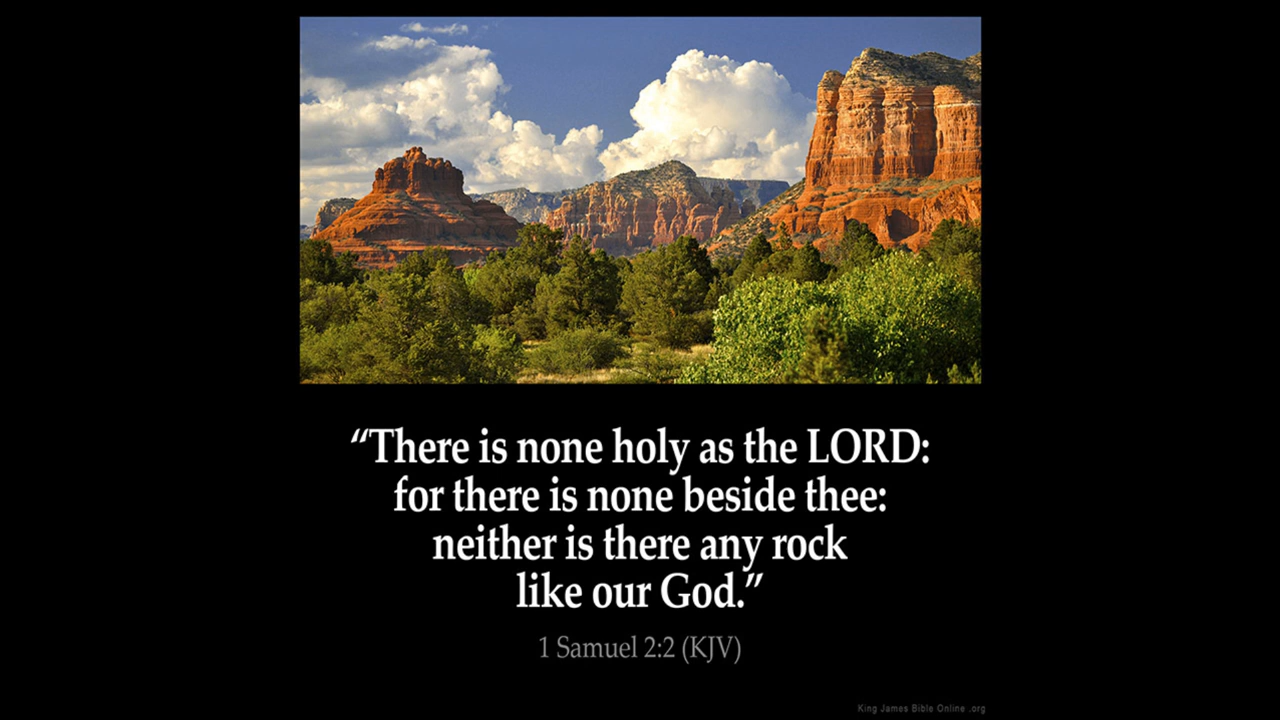 “There is none holy as the LORD:
for there is none beside thee:
neither is there any rock
like our God.”
1 Samuel 2:2 (KJV)
King James Bible Online .org